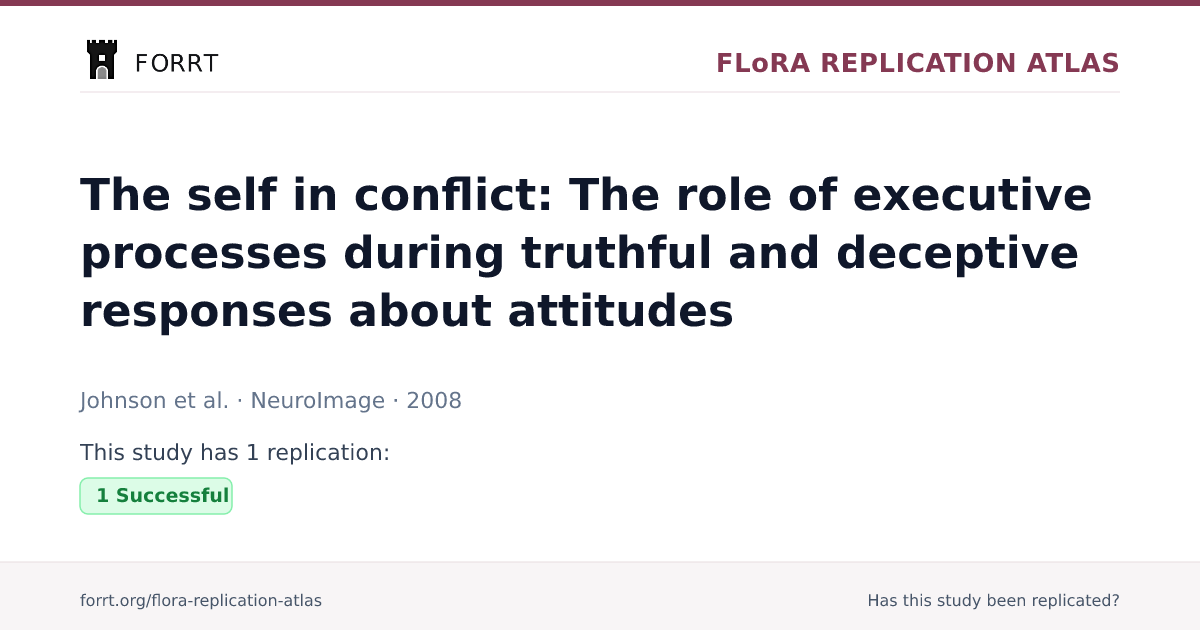 FORRT
FLoRA REPLICATION ATLAS
The self in conflict: The role of executive
processes during truthful and deceptive
responses about attitudes
Johnson et al. · NeuroImage · 2008
This study has 1 replication:
1 Successful
forrt.org/flora-replication-atlas
Has this study been replicated?